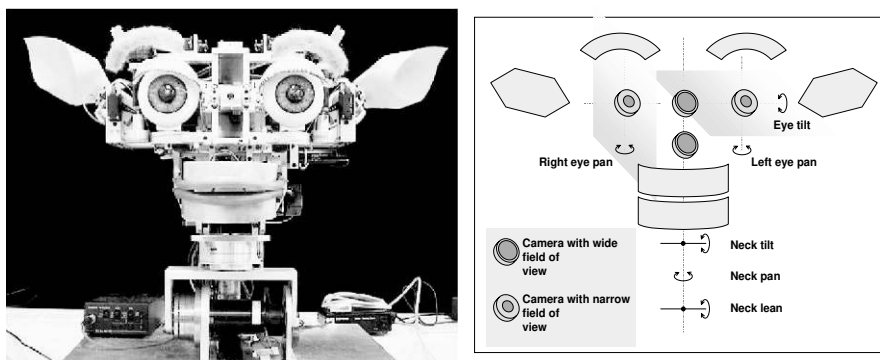 Eye tilt
Right eye pan
Left eye pan
Camera with wide
field of
view
Neck tilt
Neck pan
Camera with narrow
field of
view
Neck lean